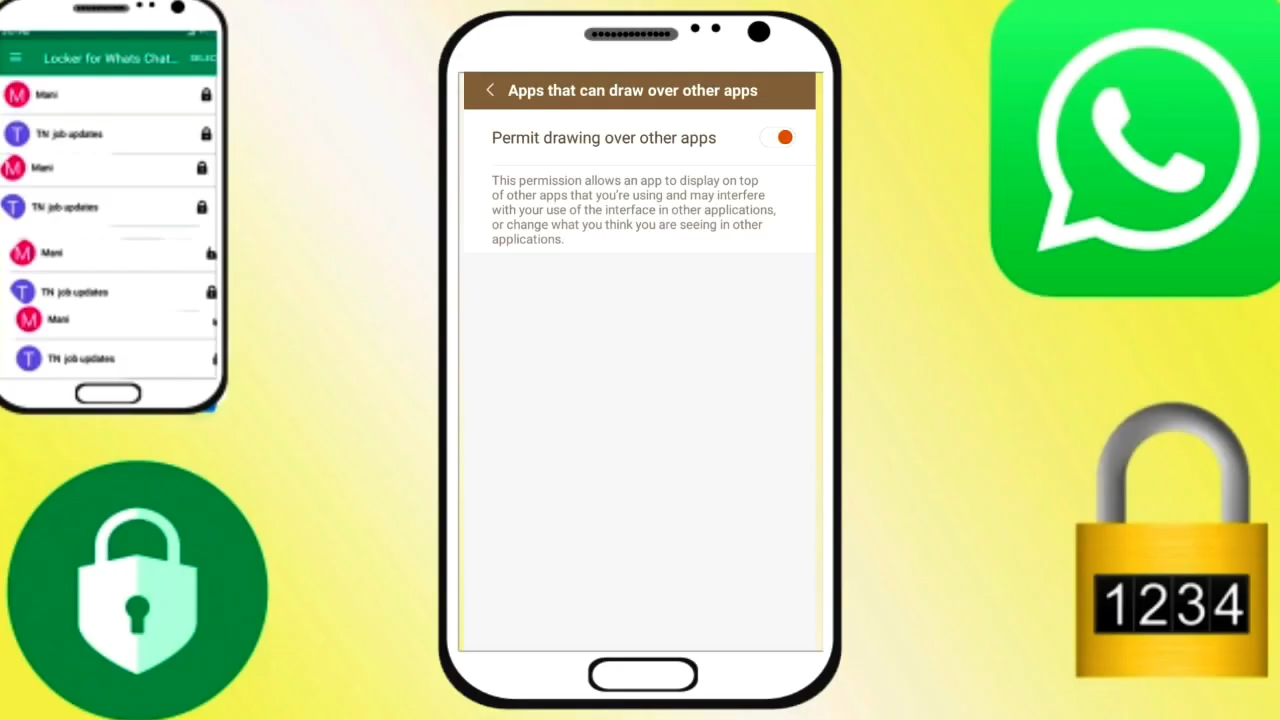 Locker for Whats Chat...
Mani
TN job updates
Mani
TN job updates
Mani
TN job updates
Mani
TN job updates
Apps that can draw over other apps
Permit drawing over other apps
This permission allows an app to display on top
of other apps that you're using and may interfere
with your use of the interface in other applications,
or change what you think you are seeing in other
applications.
1234